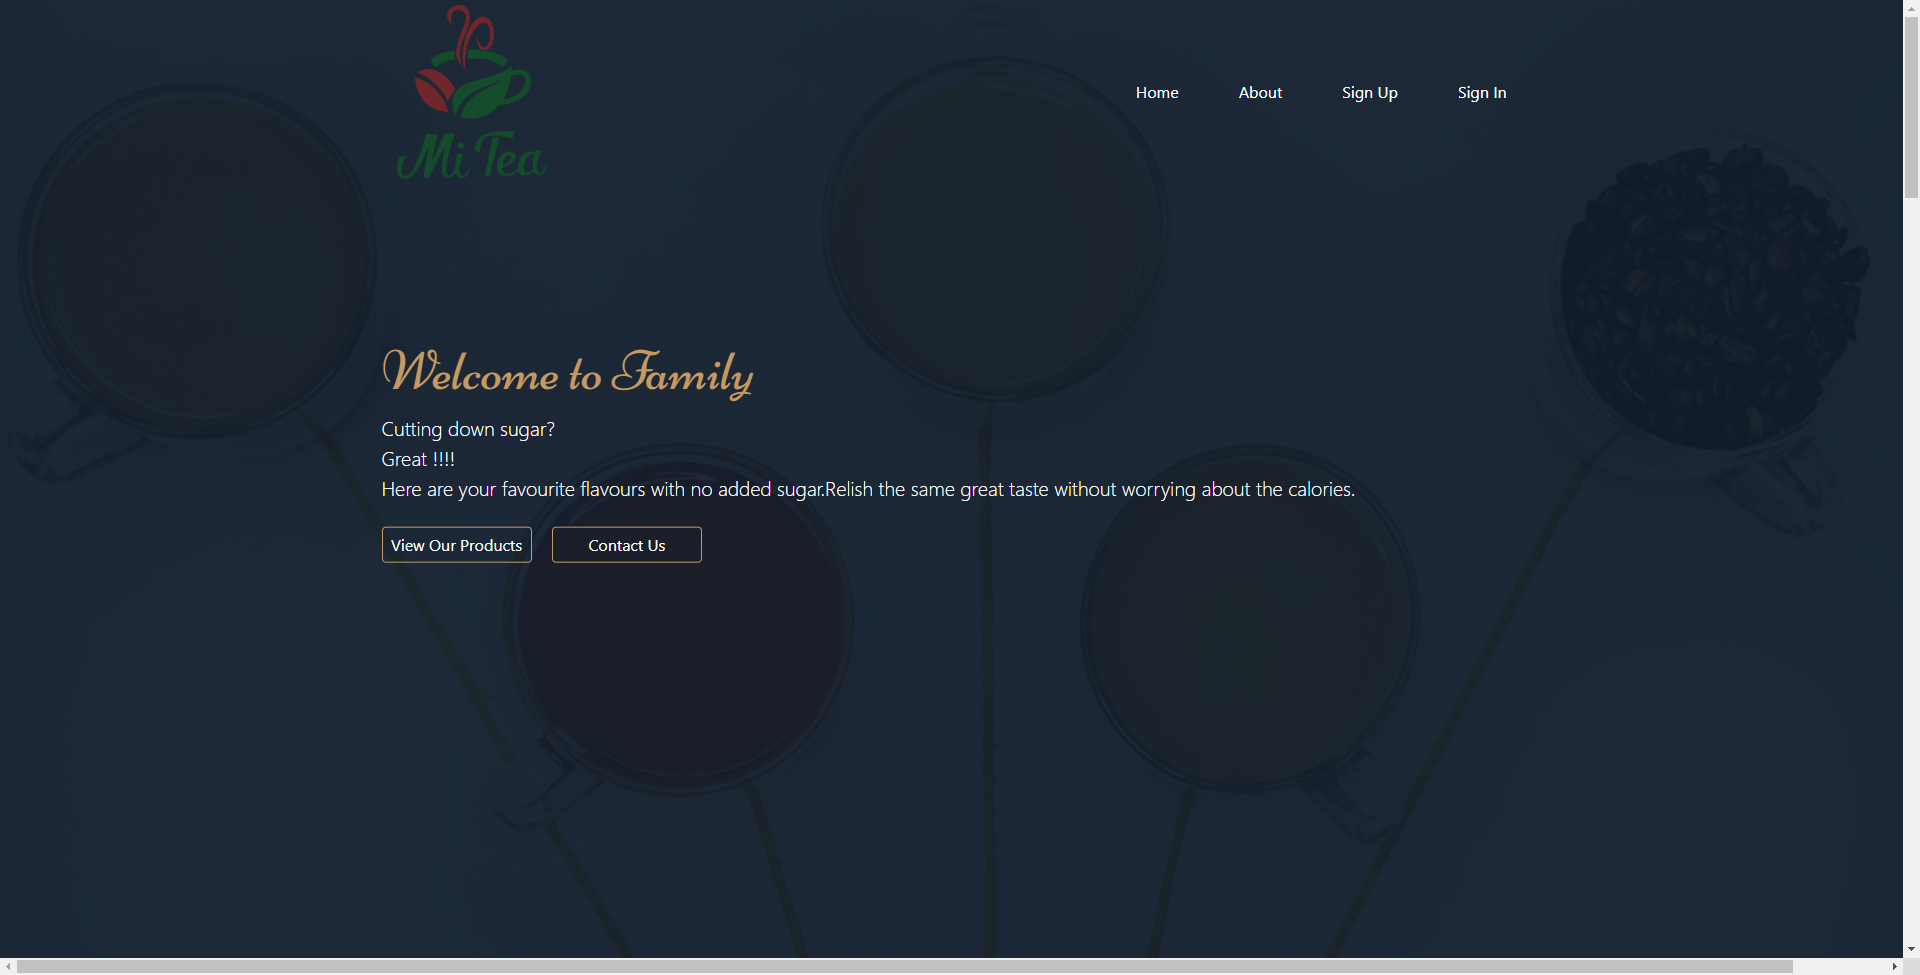 Mi Tea
Home About Sign Up Sign In
Welcome to Family
Cutting down sugar?
Great !!!!
Here are your favourite flavours with no added sugar.Relish the same great taste without worrying about the calories.
View Our Products Contact Us